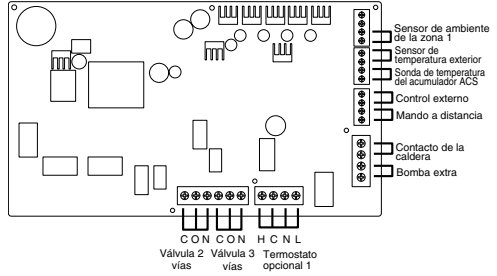 Sensor de ambiente
de la zona 1
Sensor de
temperatura exterior
Sonda de temperatura
del acumulador ACS
Control externo
Mando a distancia
Contacto de la
caldera
Bomba extra
C O N C O N H C N L
Válvula 2 vías
Válvula 3 vías
Termostato opcional 1